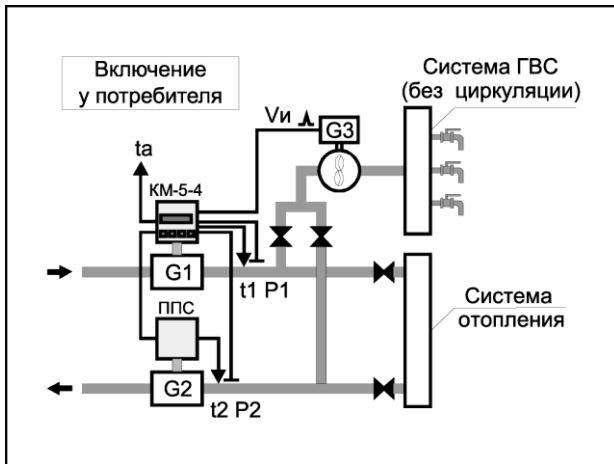 Включение
у потребителя
Система ГВС
(без циркуляции)
Vи
G3
ta
КМ-5-4
G1
t1 P1
ППС
G2
t2 P2
Система
отопления